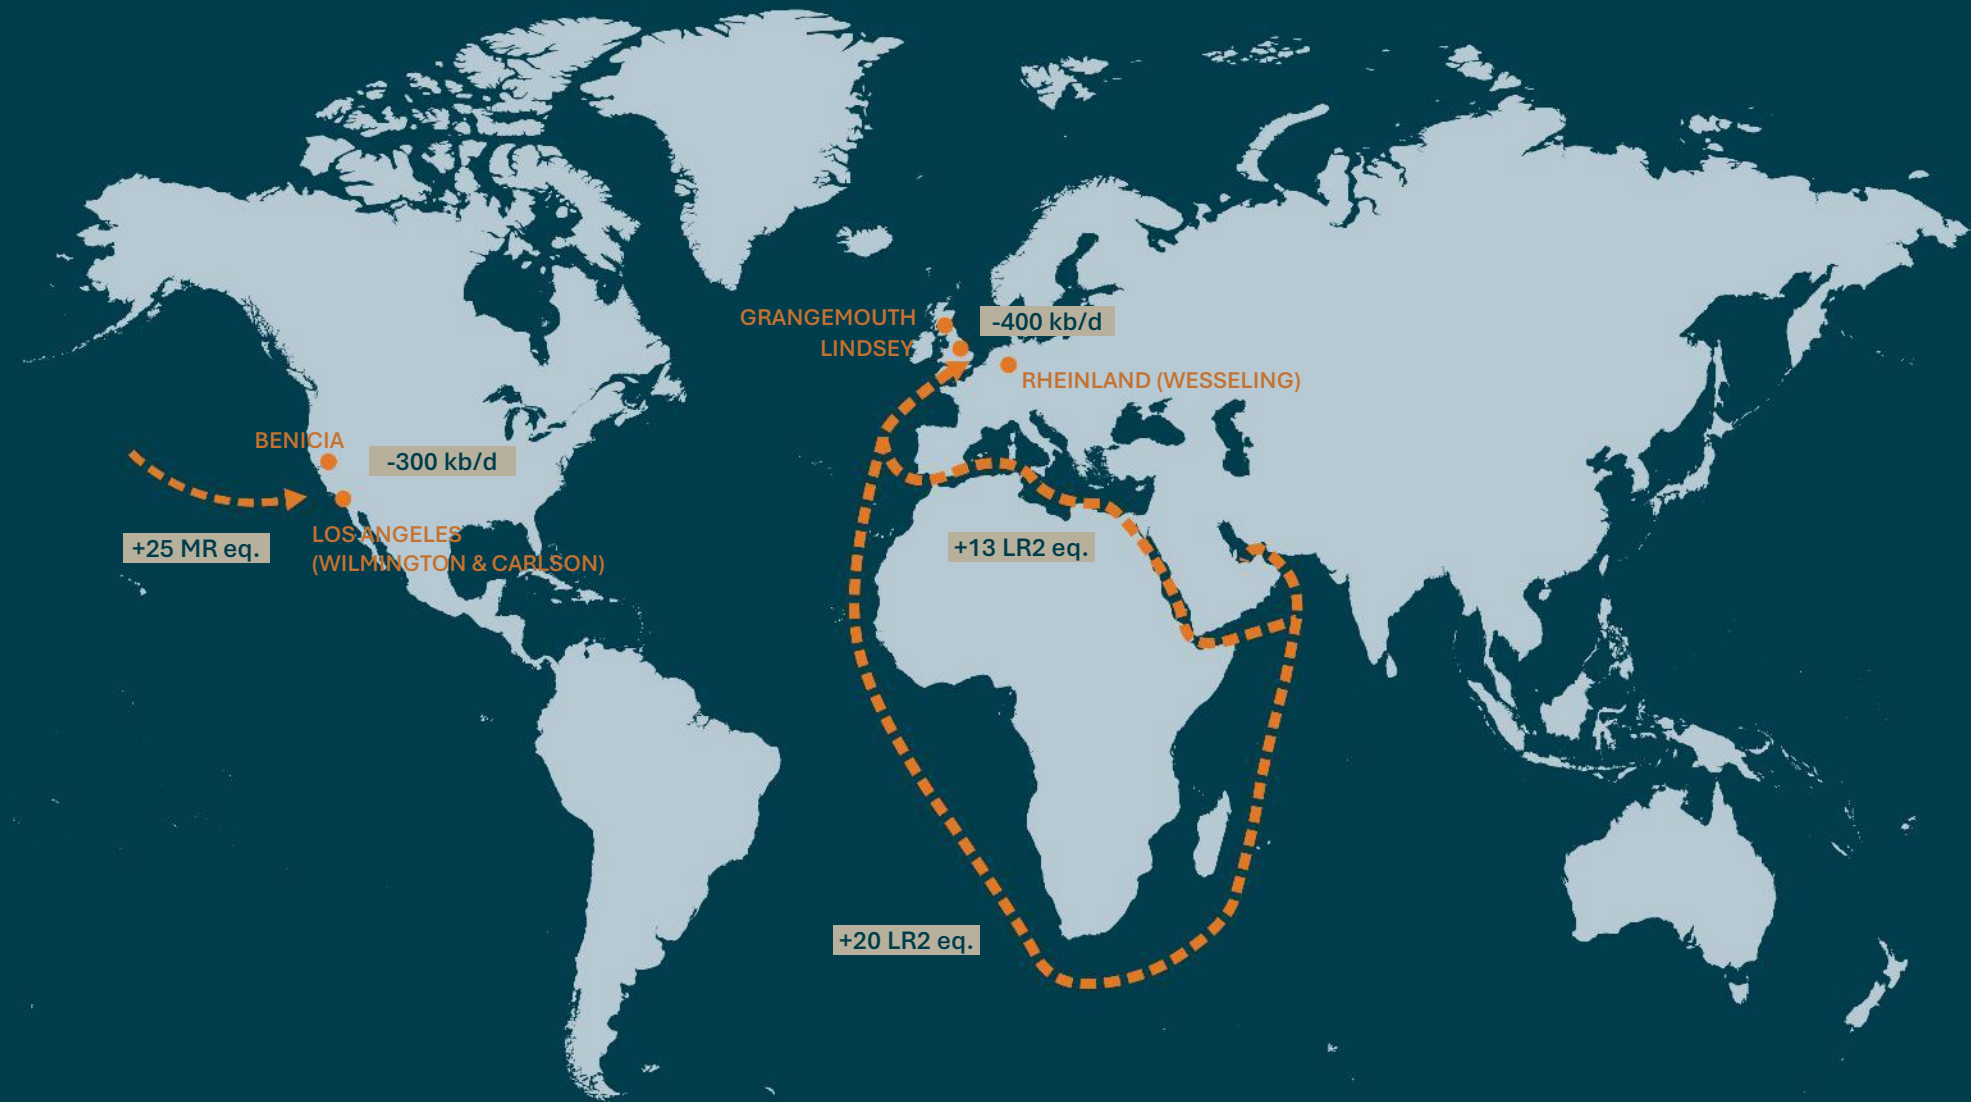 GRANGEMOUTH
-400 kb/d
LINDSEY
RHEINLAND (WESSELING)
BENICIA
-300 kb/d
LOS ANGELES
(WILMINGTON & CARLSON)
+25 MR eq.
+13 LR2 eq.
+20 LR2 eq.